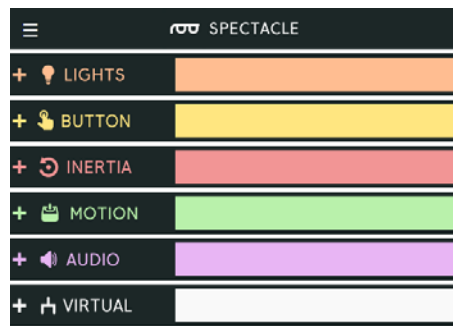 SPECTACLE
+ LIGHTS
+ BUTTON
+ INERTIA
+ MOTION
+ AUDIO
+ VIRTUAL